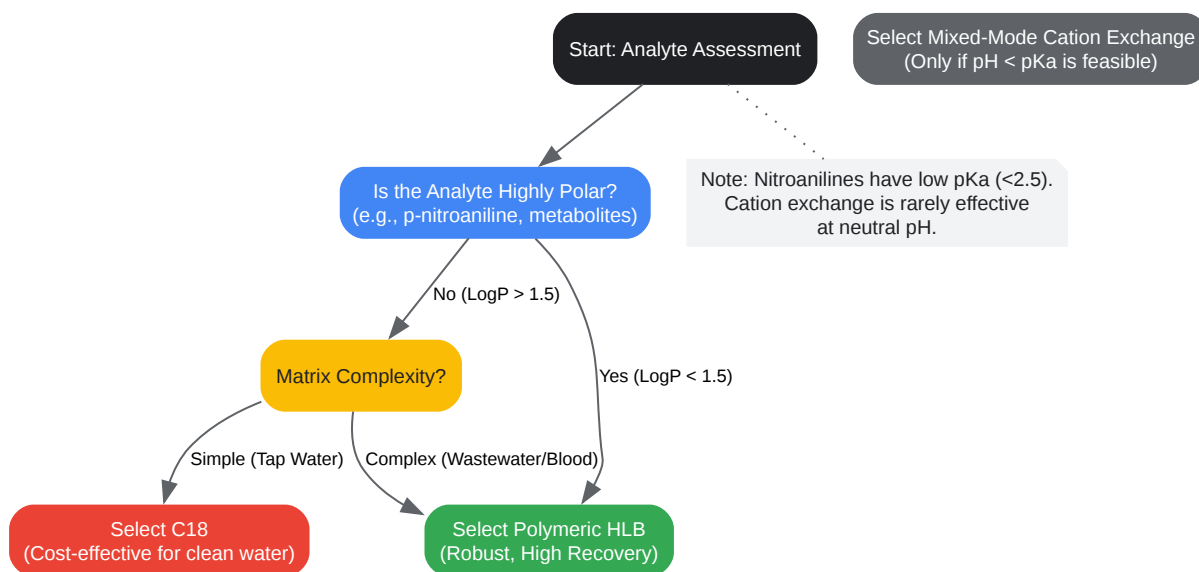 Start: Analyte Assessment
Select Mixed-Mode Cation Exchange
(Only if pH < pKa is feasible)
Is the Analyte Highly Polar?
(e.g., p-nitroaniline, metabolites)
Note: Nitroanilines have low pKa (<2.5).
Cation exchange is rarely effective
at neutral pH.
No (LogP > 1.5)
Matrix Complexity?
Yes (LogP < 1.5)
Simple (Tap Water)
Complex (Wastewater/Blood)
Select C18
(Cost-effective for clean water)
Select Polymeric HLB
(Robust, High Recovery)